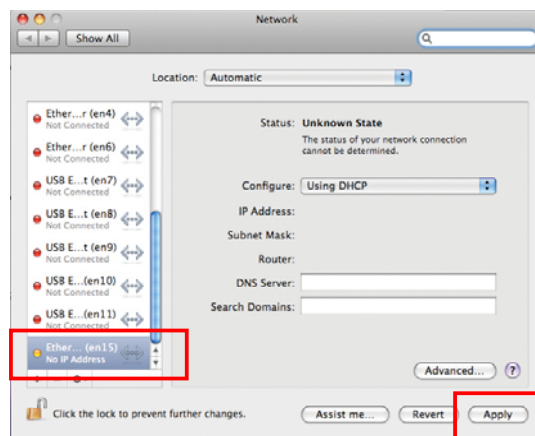 Network
Show All
Location: Automatic
Ether...r (en4)
Not Connected
Ether...r (en6)
Not Connected
USB E...t (en7)
Not Connected
USB E...t (en8)
Not Connected
USB E...t (en9)
Not Connected
USB E...(en10)
Not Connected
USB E...(en11)
Not Connected
Ether... (en15)
No IP Address
Status: Unknown State
The status of your network connection
cannot be determined.
Configure: Using DHCP
IP Address:
Subnet Mask:
Router:
DNS Server:
Search Domains:
Advanced... ?
Click the lock to prevent further changes.
Assist me... Revert Apply